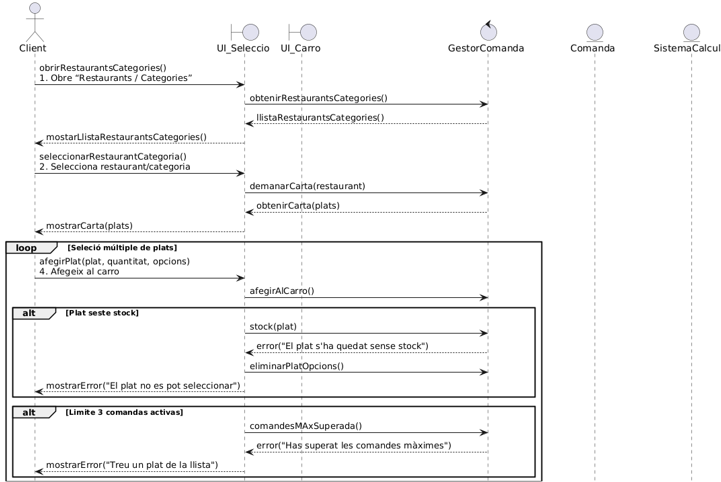 Client
UI_Seleccio
UI_Carro
GestorComanda
Comanda
SistemaCalcul
obrirRestaurantsCategories()
1. Obre “Restaurants / Categories”
obtenirRestaurantsCategories()
llistaRestaurantsCategories()
mostarLlistaRestaurantsCategories()
seleccionarRestaurantCategoria()
2. Selecciona restaurant/categoria
demanarCarta(restaurant)
obtenirCarta(plats)
mostrarCarta(plats)
loop [Seleció múltiple de plats]
afegirPlat(plat, quantitat, opcions)
4. Afegeix al carro
afegirAlCarro()
alt [Plat seste stock]
stock(plat)
error("El plat s'ha quedat sense stock")
eliminarPlatOpcions()
mostrarError("El plat no es pot seleccionar")
alt [Limite 3 comandas activas]
comandesMAxSuperada()
error("Has superat les comandes màximes")
mostrarError("Treu un plat de la llista")